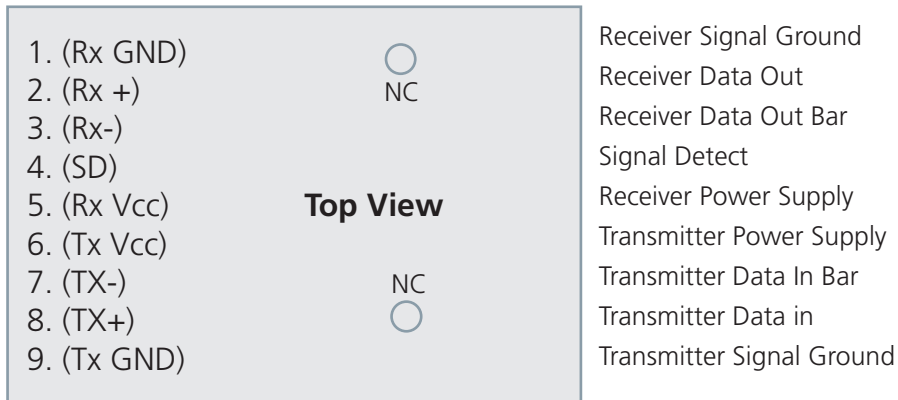 1. (Rx GND)
2. (Rx +)
3. (Rx-)
4. (SD)
5. (Rx Vcc)
6. (Tx Vcc)
7. (TX-)
8. (TX+)
9. (Tx GND)
NC
Top View
NC
Receiver Signal Ground
Receiver Data Out
Receiver Data Out Bar
Signal Detect
Receiver Power Supply
Transmitter Power Supply
Transmitter Data In Bar
Transmitter Data in
Transmitter Signal Ground